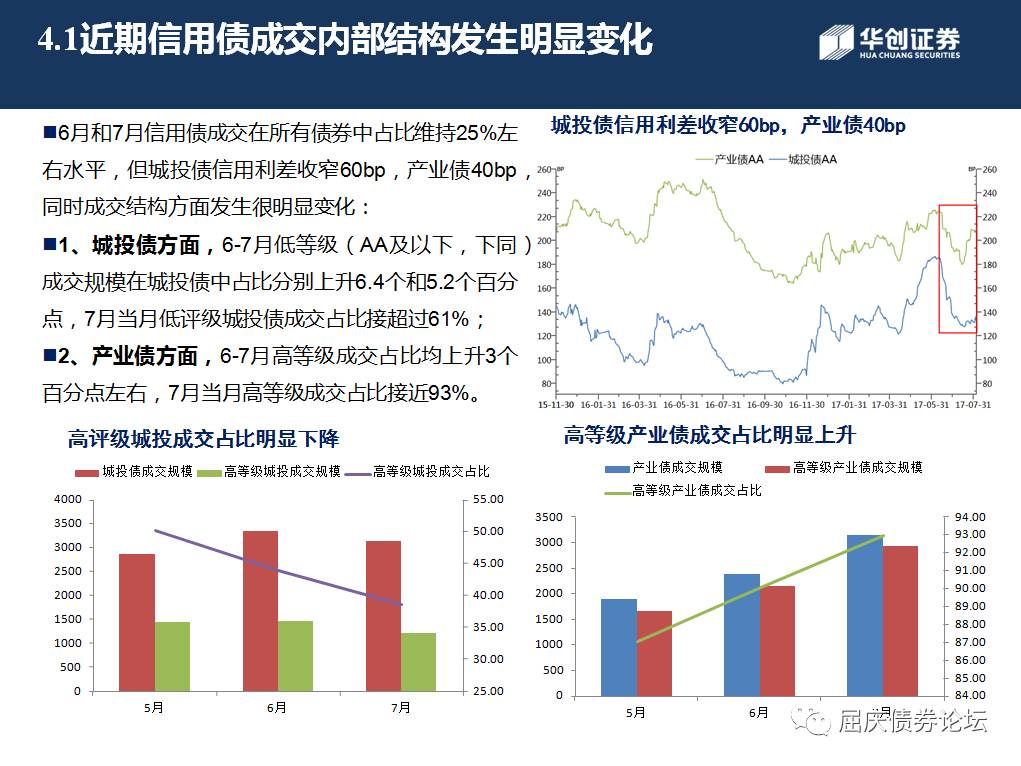 4.1近期信用债成交内部结构发生明显变化
华创证券
HUA CHUANG SECURITIES
■6月和7月信用债成交在所有债券中占比维持25%左
右水平，但城投债信用利差收窄60bp，产业债40bp，
同时成交结构方面发生很明显变化：
■1、城投债方面，6-7月低等级（AA及以下，下同）
成交规模在城投债中占比分别上升6.4个和5.2个百分
点，7月当月低评级城投债成交占比接超过61%；
■2、产业债方面，6-7月高等级成交占比均上升3个
百分点左右，7月当月高等级成交占比接近93%。
城投债信用利差收窄60bp，产业债40bp
产业债AA 城投债AA
260 BP BP 260
240 240
220 220
200 200
180 180
160 160
140 140
120 120
100 100
80 80
15-11-30 16-01-31 16-03-31 16-05-31 16-07-31 16-09-30 16-11-30 17-01-31 17-03-31 17-05-31 17-07-31
高评级城投成交占比明显下降
城投债成交规模 高等级城投成交规模 高等级城投成交占比
4000 55.00
3500 50.00
3000 45.00
2500 40.00
2000 35.00
1500 30.00
1000 25.00
500
0
5月 6月 7月
高等级产业债成交占比明显上升
产业债成交规模 高等级产业债成交规模
高等级产业债成交占比
3500 94.00
3000 93.00
2500 92.00
2000 91.00
1500 90.00
1000 89.00
500 88.00
0 87.00
86.00
85.00
84.00
5月 6月
屈庆债券论坛